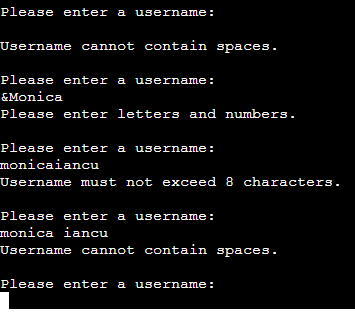 Please enter a username:
Username cannot contain spaces.
Please enter a username:
&Monica
Please enter letters and numbers.
Please enter a username:
monicaiancu
Username must not exceed 8 characters.
Please enter a username:
monica iancu
Username cannot contain spaces.
Please enter a username: